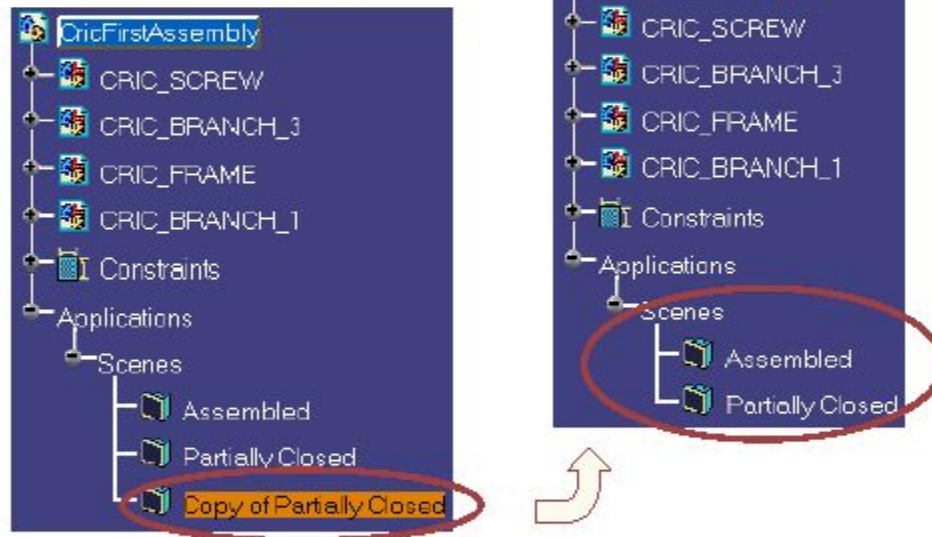 CricFirstAssembly
CRIC_SCREW
CRIC_BRANCH_3
CRIC_FRAME
CRIC_BRANCH_1
Constraints
Applications
Scenes
Assembled
Partially Closed
Copy of Partially Closed
CRIC_SCREW
CRIC_BRANCH_3
CRIC_FRAME
CRIC_BRANCH_1
Constraints
Applications
Scenes
Assembled
Partially Closed